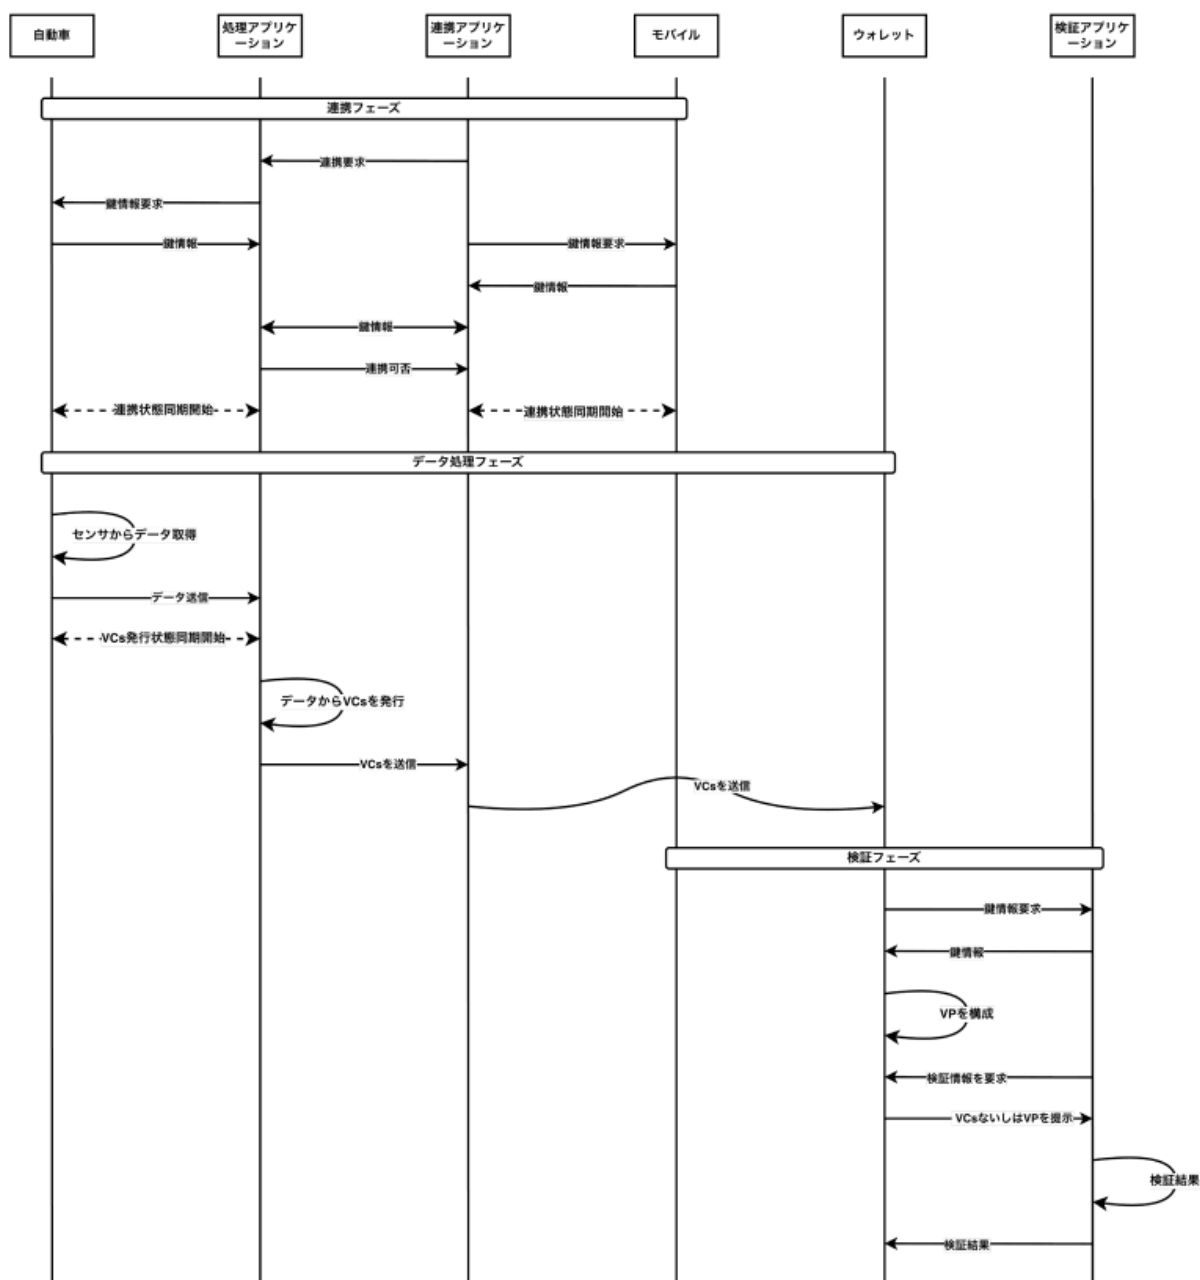 自動車
処理アプリケ
ーション
連携アプリケ
ーション
モバイル
ウォレット
検証アプリケ
ーション
連携フェーズ
連携要求
鍵情報要求
鍵情報
鍵情報要求
鍵情報
鍵情報
連携可否
連携状態同期開始
連携状態同期開始
データ処理フェーズ
センサからデータ取得
データ送信
VCs発行状態同期開始
データからVCsを発行
VCsを送信
VCsを送信
検証フェーズ
鍵情報要求
鍵情報
VPを構成
検証情報を要求
VCsないしはVPを提示
検証結果
検証結果